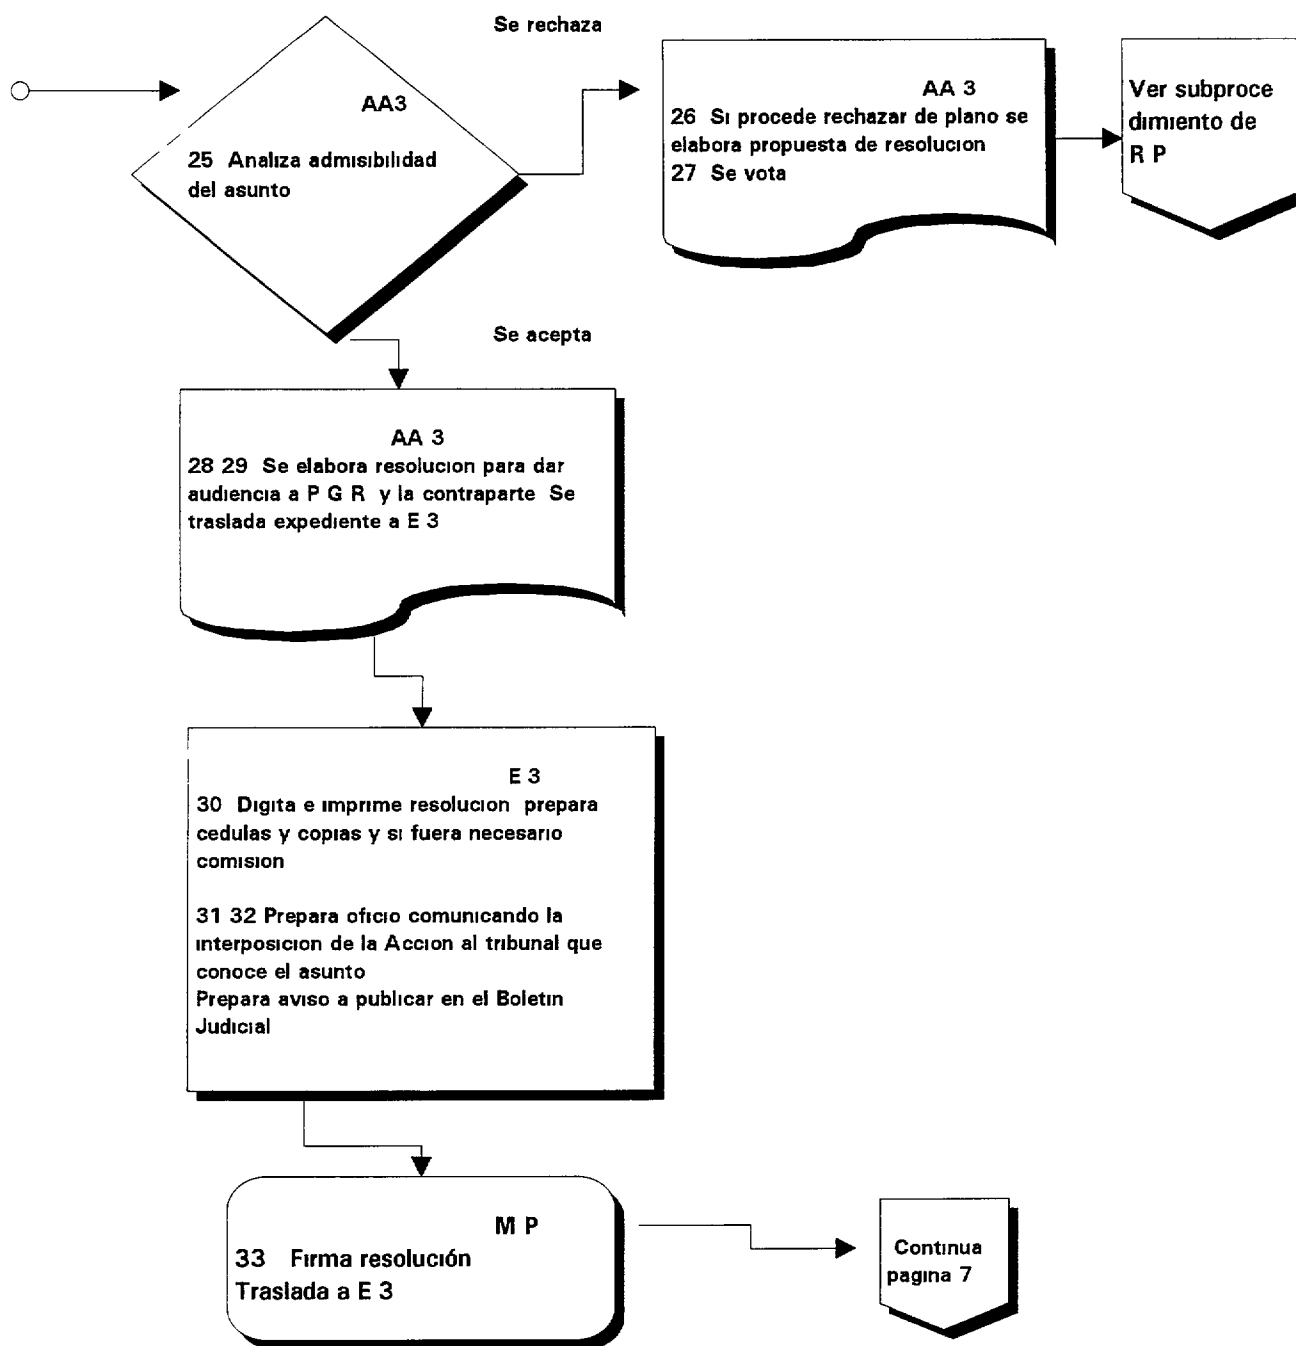 Se rechaza
AA3
25 Analiza admisibilidad
del asunto
AA 3
26 Si procede rechazar de plano se
elabora propuesta de resolucion
27 Se vota
Ver subproce
dimiento de
R P
Se acepta
AA 3
28 29 Se elabora resolucion para dar
audiencia a P G R y la contraparte Se
traslada expediente a E 3
E 3
30 Digita e imprime resolucion prepara
cedulas y copias y si fuera necesario
comision
31 32 Prepara oficio comunicando la
interposicion de la Accion al tribunal que
conoce el asunto
Prepara aviso a publicar en el Boletin
Judicial
M P
33 Firma resolución
Traslada a E 3
Continua
pagina 7